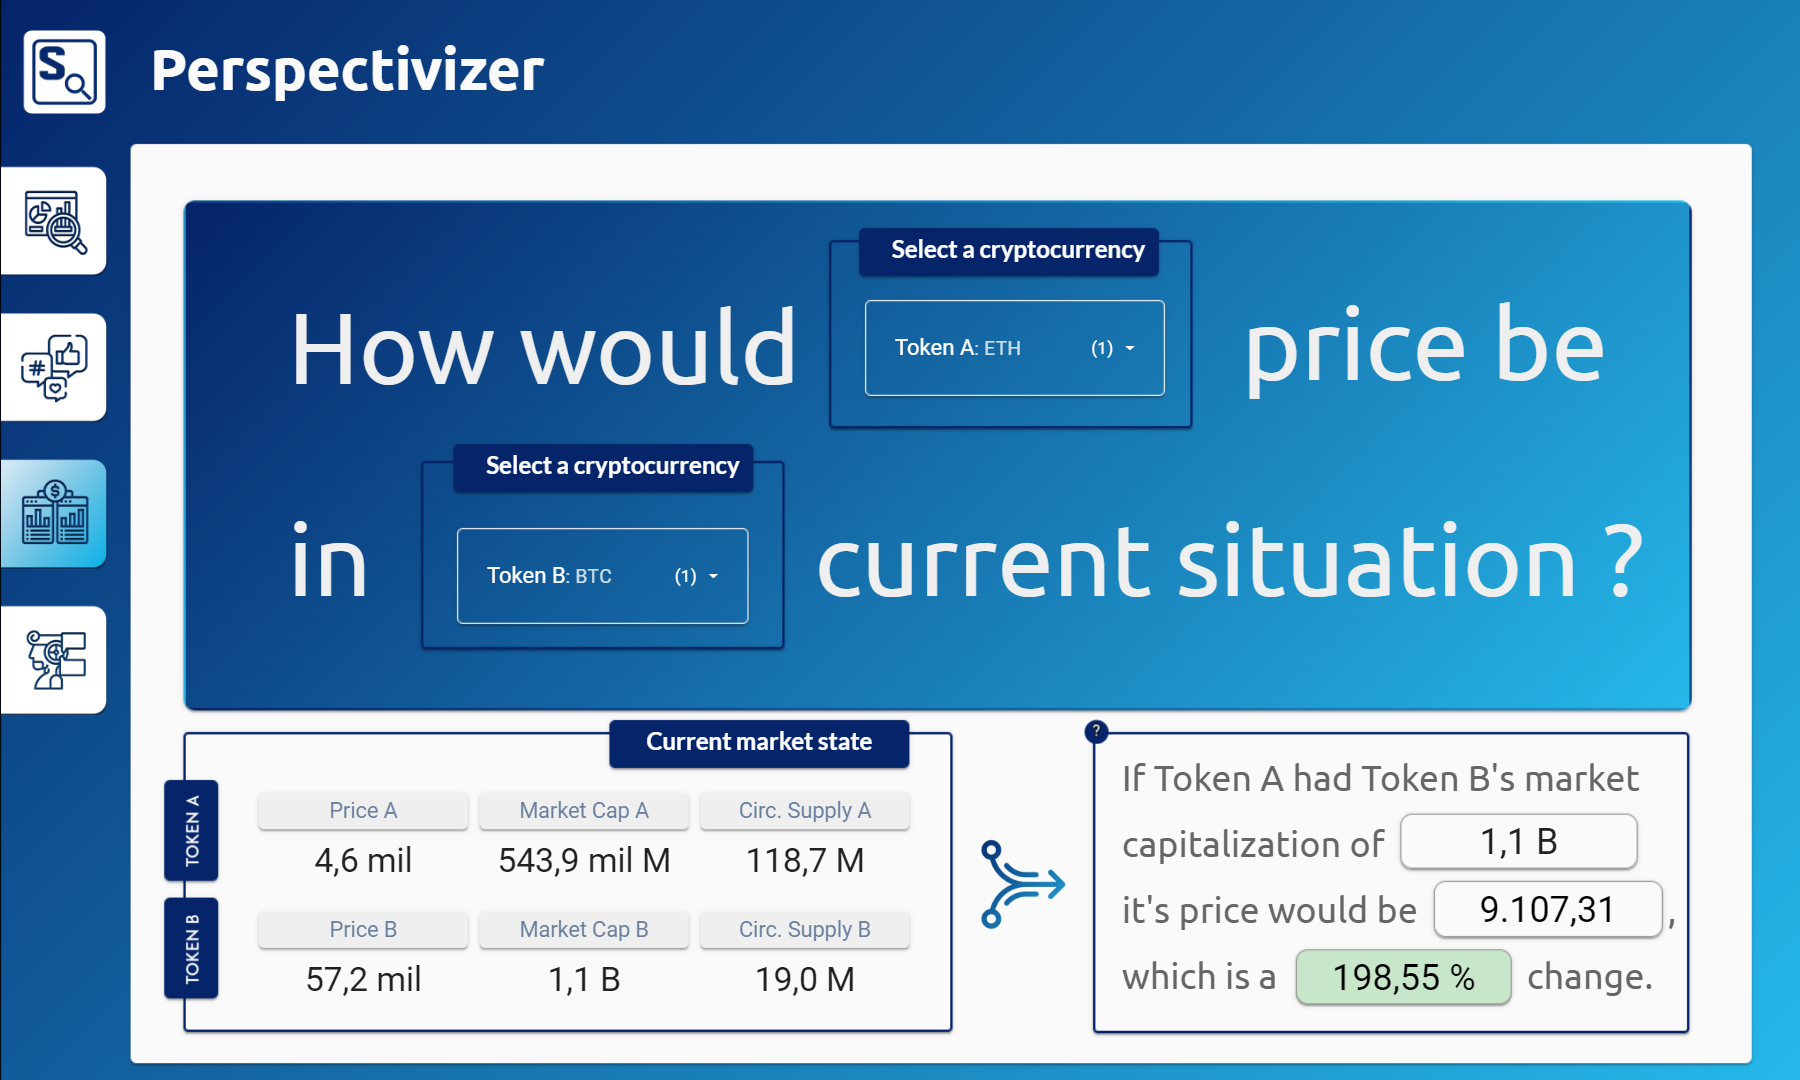 S
Perspectivizer
Select a cryptocurrency
How would
Token A: ETH (1)
price be
Select a cryptocurrency
in
Token B: BTC (1)
current situation ?
Current market state
TOKEN A
Price A Market Cap A Circ. Supply A
4,6 mil 543,9 mil M 118,7 M
TOKEN B
Price B Market Cap B Circ. Supply B
57,2 mil 1,1 B 19,0 M
?
If Token A had Token B's market
capitalization of 1,1 B
it's price would be 9.107,31 ,
which is a 198,55 % change.
#
$